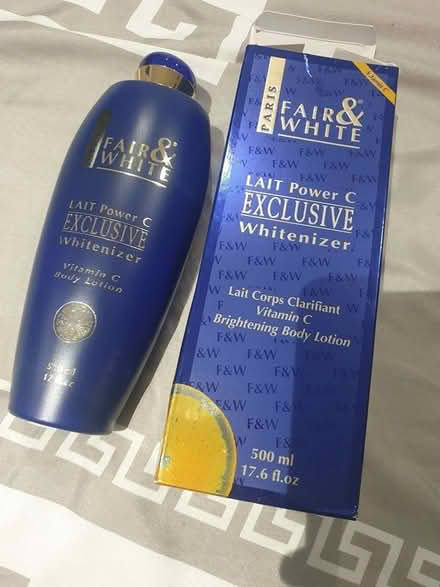 FAIR&
WHITE
LAIT Power C
EXCLUSIVE
Whitenizer
Vitamin C
Body Lotion
PARIS
FAIR&
WHITE
LAIT Power C
EXCLUSIVE
Whitenizer
Lait Corps Clarifiant
Vitamin C
Brightening Body Lotion
F&W
500 ml
17.6 fl.oz